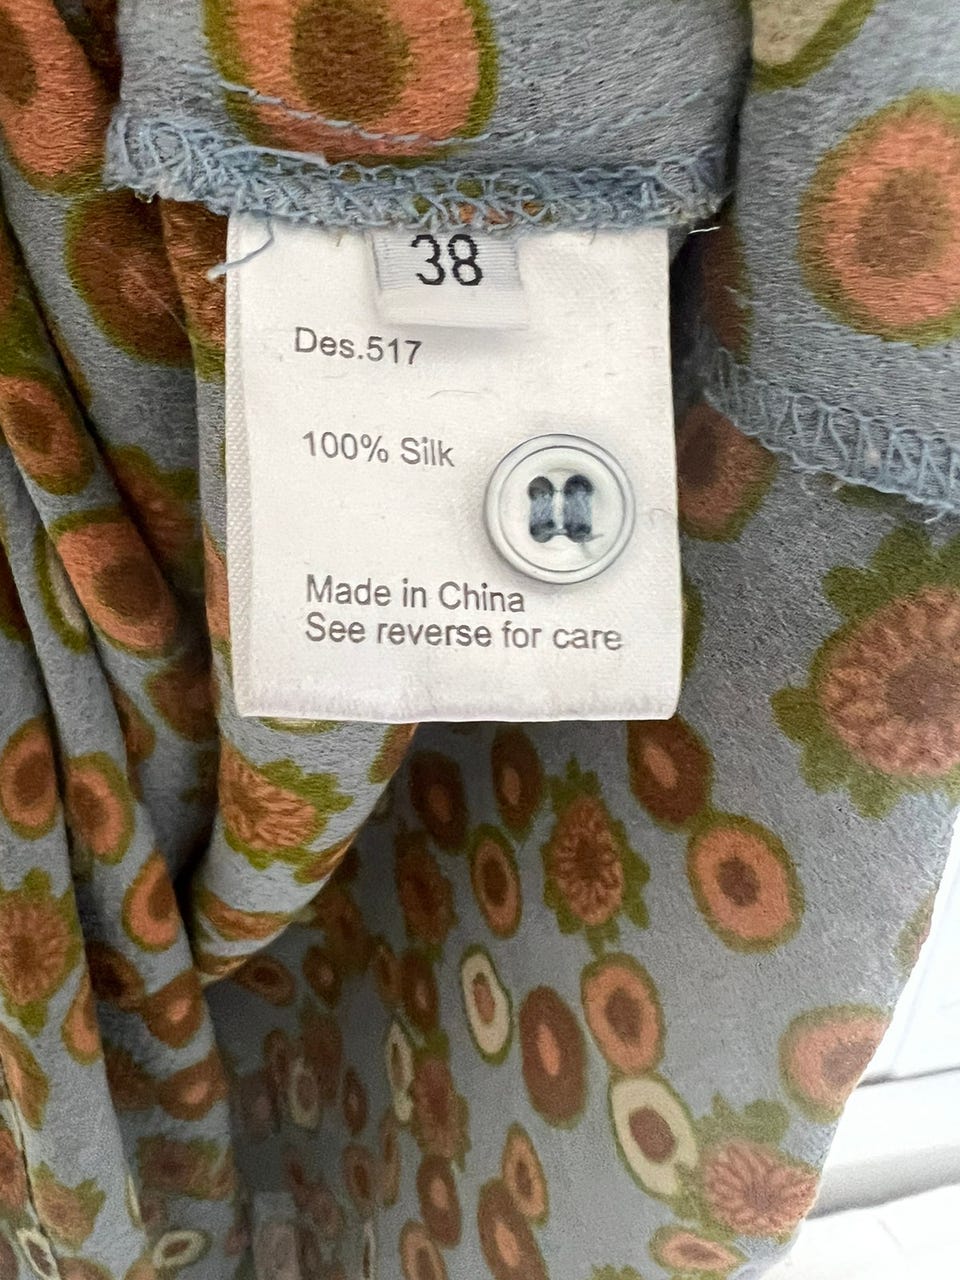 38
Des.517
100% Silk
Made in China
See reverse for care